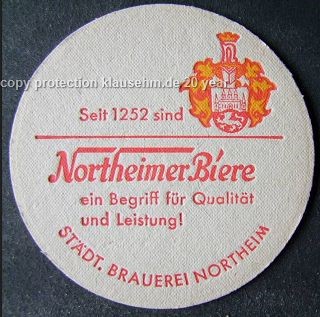 copy protection klausehm.de 20 year
Seit 1252 sind
Northeimer Biere
ein Begriff für Qualität
und Leistung!
STÄDT. BRAUEREI NORTHEIM